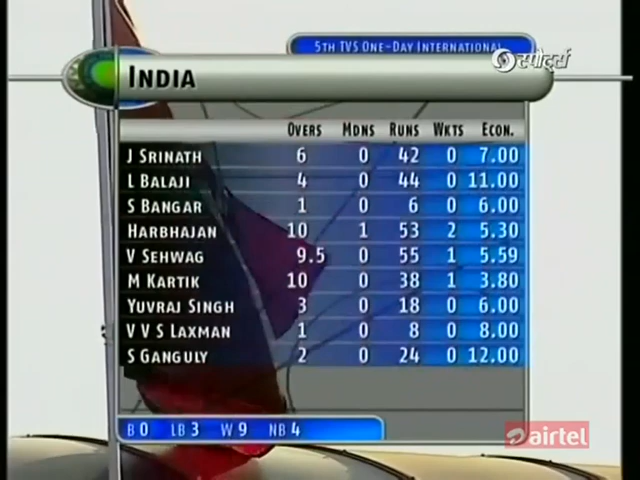 5TH TVS ONE-DAY INTERNATIONAL
स्पोर्ट्स
INDIA
OVERS MDNS RUNS WKTS ECON.
J SRINATH 6 0 42 0 7.00
L BALAJI 4 0 44 0 11.00
S BANGAR 1 0 6 0 6.00
HARBHAJAN 10 1 53 2 5.30
V SEHWAG 9.5 0 55 1 5.59
M KARTIK 10 0 38 1 3.80
YUVRAJ SINGH 3 0 18 0 6.00
V V S LAXMAN 1 0 8 0 8.00
S GANGULY 2 0 24 0 12.00
B 0 LB 3 W 9 NB 4
airtel